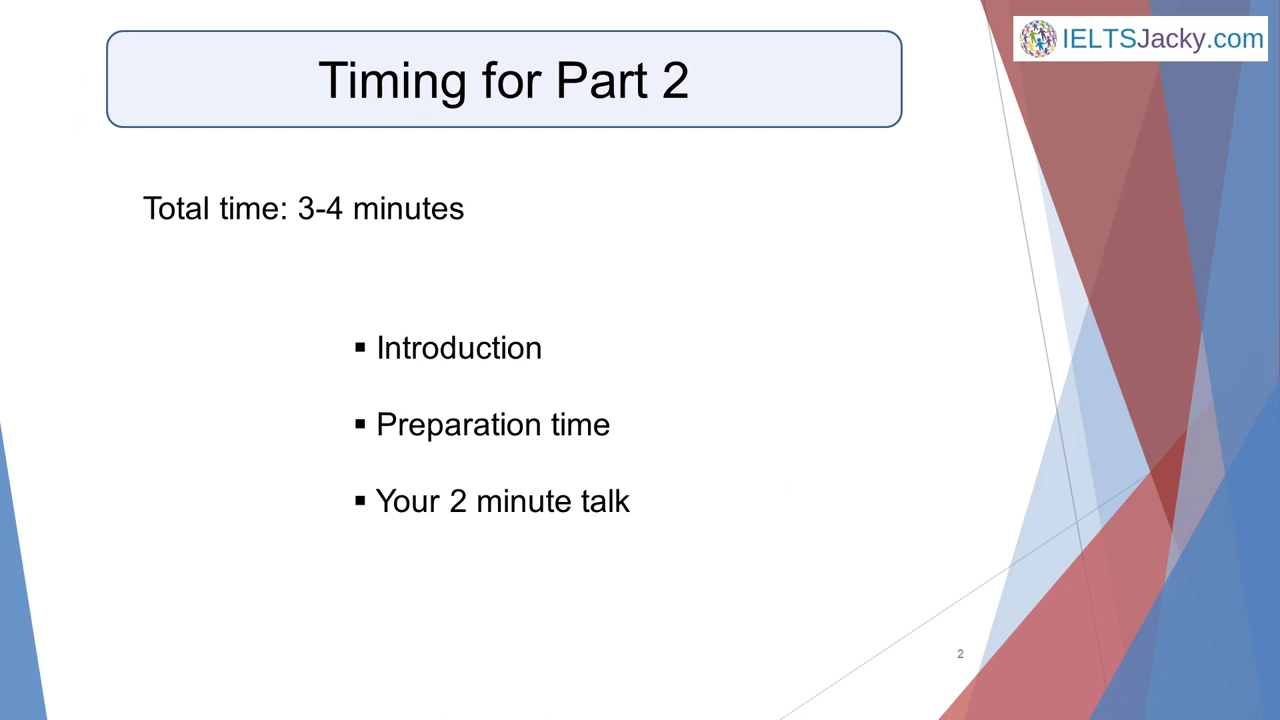 IELTSJacky.com
Timing for Part 2
Total time: 3-4 minutes
▪ Introduction
▪ Preparation time
▪ Your 2 minute talk
2